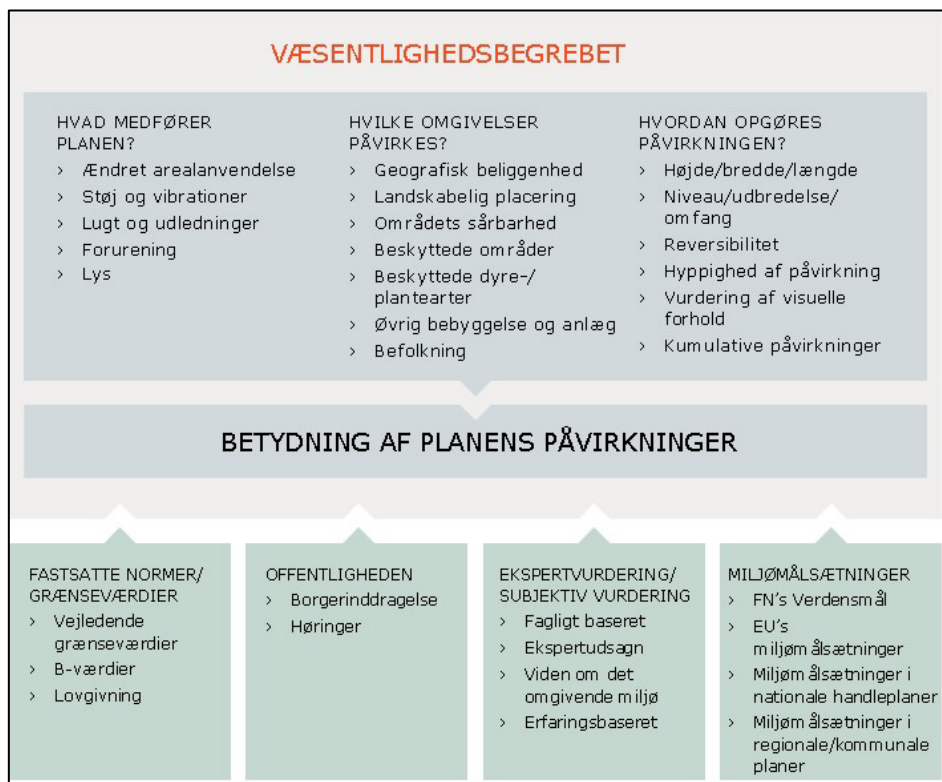 VÆSENTLIGHEDSBEGREBET
HVAD MEDFØRER
PLANEN?
› Ændret arealanvendelse
› Støj og vibrationer
› Lugt og udledninger
› Forurening
› Lys
HVILKE OMGIVELSER
PÅVIRKES?
› Geografisk beliggenhed
› Landskabelig placering
› Områdets sårbarhed
› Beskyttede områder
› Beskyttede dyre-/
plantearter
› Øvrig bebyggelse og anlæg
› Befolkning
HVORDAN OPGØRES
PÅVIRKNINGEN?
› Højde/bredde/længde
› Niveau/udbredelse/
omfang
› Reversibilitet
› Hyppighed af påvirkning
› Vurdering af visuelle
forhold
› Kumulative påvirkninger
BETYDNING AF PLANENS PÅVIRKNINGER
FASTSATTE NORMER/
GRÆNSEVÆRDIER
› Vejledende
grænseværdier
› B-værdier
› Lovgivning
OFFENTLIGHEDEN
› Borgerinddragelse
› Høringer
EKSPERTVURDERING/
SUBJEKTIV VURDERING
› Fagligt baseret
› Ekspertudsagn
› Viden om det
omgivende miljø
› Erfaringsbaseret
MILJØMÅLSÆTNINGER
› FN's Verdensmål
› EU's
miljømålsætninger
› Miljømålsætninger i
nationale handleplaner
› Miljømålsætninger i
regionale/kommunale
planer